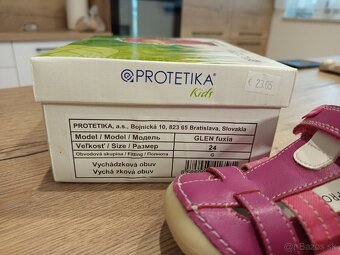 PROTETIKA®
Kids
€ 23.05
PROTETIKA, a.s., Bojnická 10, 823 65 Bratislava, Slovakia
Model / Model / Модель GLEN fuxia
Veľkosť / Size / Размер 24
Obvodová skupina / Fitting / Полнота G
Vychádzková obuv
Vychá zková obuv
PRO